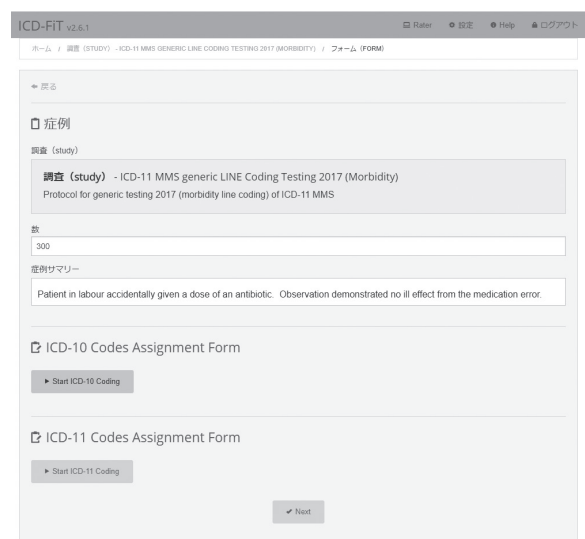 ICD-FiT v2.6.1
Rater 設定 Help ログアウト
ホーム / 調査 (STUDY) - ICD-11 MMS GENERIC LINE CODING TESTING 2017 (MORBIDITY) / フォーム (FORM)
戻る
症例
調査 (study)
調査 (study) - ICD-11 MMS generic LINE Coding Testing 2017 (Morbidity)
Protocol for generic testing 2017 (morbidity line coding) of ICD-11 MMS
数
300
症例サマリー
Patient in labour accidentally given a dose of an antibiotic. Observation demonstrated no ill effect from the medication error.
ICD-10 Codes Assignment Form
Start ICD-10 Coding
ICD-11 Codes Assignment Form
Start ICD-11 Coding
Next